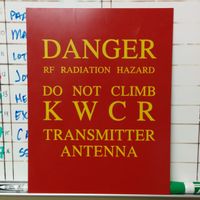 DANGER
RF RADIATION HAZARD
DO NOT CLIMB
K W C R
TRANSMITTER
ANTENNA